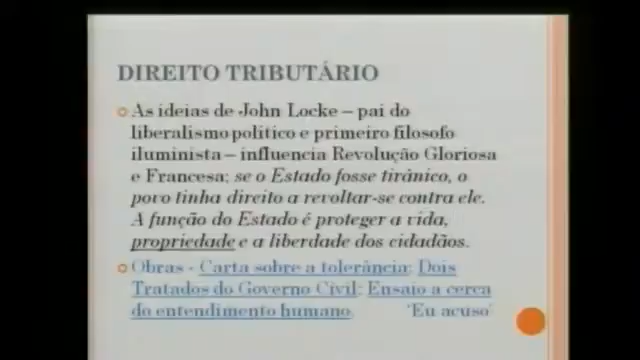 DIREITO TRIBUTÁRIO
As ideias de John Locke – pai do
liberalismo político e primeiro filosofo
iluminista – influencia Revolução Gloriosa
e Francesa; se o Estado fosse tirânico, o
povo tinha direito a revoltar-se contra ele.
A função do Estado é proteger a vida,
propriedade e a liberdade dos cidadãos.
Obras - Carta sobre a tolerância; Dois
Tratados do Governo Civil; Ensaio a cerca
do entendimento humano. 'Eu acuso'